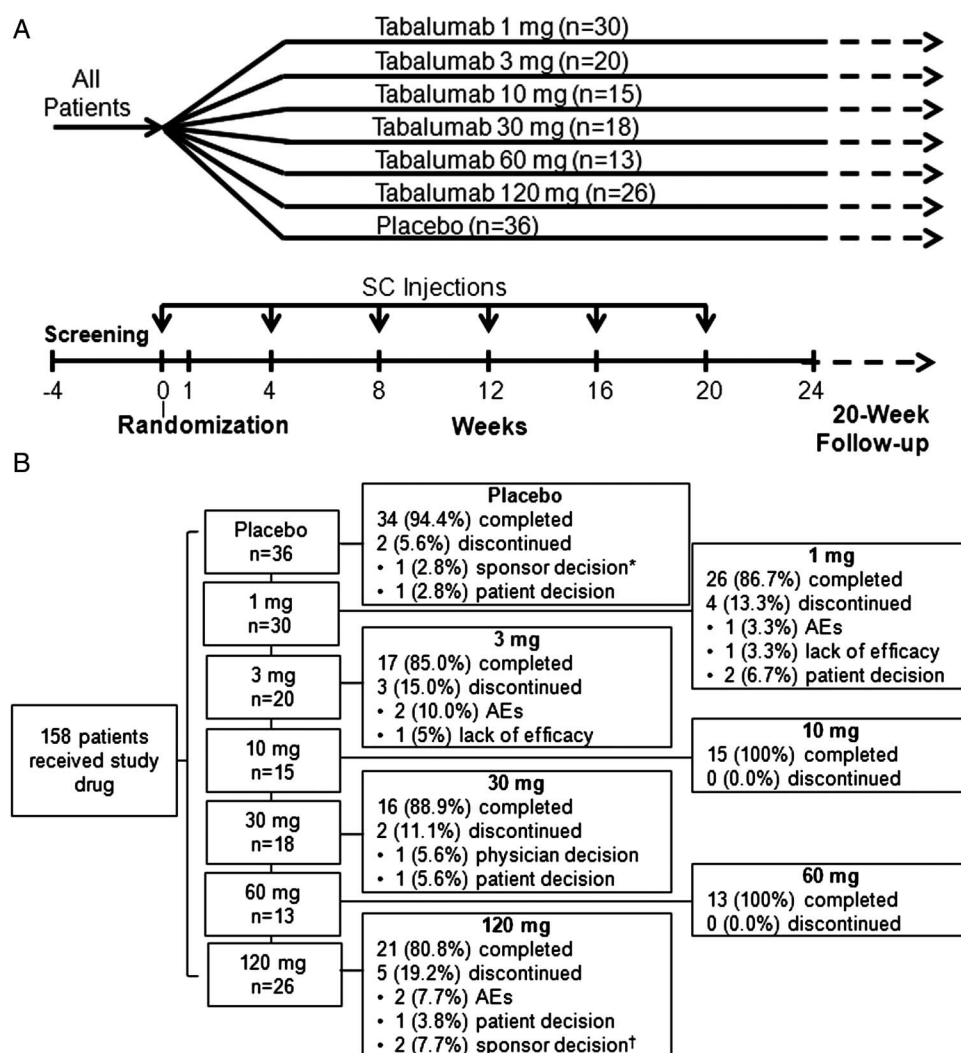 A
All
Patients
Tabalumab 1 mg (n=30)
Tabalumab 3 mg (n=20)
Tabalumab 10 mg (n=15)
Tabalumab 30 mg (n=18)
Tabalumab 60 mg (n=13)
Tabalumab 120 mg (n=26)
Placebo (n=36)
SC Injections
Screening
-4 0 1 4 8 12 16 20 24
Randomization
Weeks
20-Week
Follow-up
B
158 patients
received study
drug
Placebo
n=36
Placebo
34 (94.4%) completed
2 (5.6%) discontinued
• 1 (2.8%) sponsor decision*
• 1 (2.8%) patient decision
1 mg
n=30
1 mg
26 (86.7%) completed
4 (13.3%) discontinued
• 1 (3.3%) AEs
• 1 (3.3%) lack of efficacy
• 2 (6.7%) patient decision
3 mg
n=20
3 mg
17 (85.0%) completed
3 (15.0%) discontinued
• 2 (10.0%) AEs
• 1 (5%) lack of efficacy
10 mg
n=15
10 mg
15 (100%) completed
0 (0.0%) discontinued
30 mg
n=18
30 mg
16 (88.9%) completed
2 (11.1%) discontinued
• 1 (5.6%) physician decision
• 1 (5.6%) patient decision
60 mg
n=13
60 mg
13 (100%) completed
0 (0.0%) discontinued
120 mg
n=26
120 mg
21 (80.8%) completed
5 (19.2%) discontinued
• 2 (7.7%) AEs
• 1 (3.8%) patient decision
• 2 (7.7%) sponsor decision†